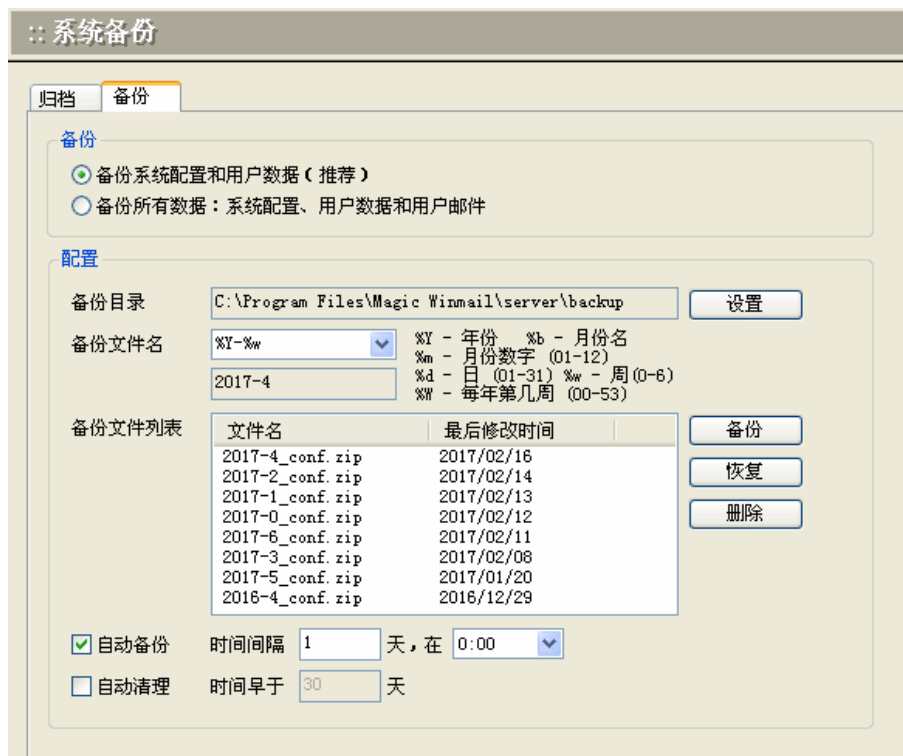 :: 系统备份
归档 备份
备份
备份系统配置和用户数据(推荐)
备份所有数据：系统配置、用户数据和用户邮件
配置
备份目录 C:\Program Files\Magic Winmail\server\backup 设置
备份文件名 %Y-%w %Y - 年份 %b - 月份名
%m - 月份数字 (01-12)
2017-4 %d - 日 (01-31) %w - 周(0-6)
%W - 每年第几周 (00-53)
备份文件列表 文件名 最后修改时间 备份
2017-4_conf.zip 2017/02/16
2017-2_conf.zip 2017/02/14 恢复
2017-1_conf.zip 2017/02/13
2017-0_conf.zip 2017/02/12 删除
2017-6_conf.zip 2017/02/11
2017-3_conf.zip 2017/02/08
2017-5_conf.zip 2017/01/20
2016-4_conf.zip 2016/12/29
自动备份 时间间隔 1 天，在 0:00
自动清理 时间早于 30 天